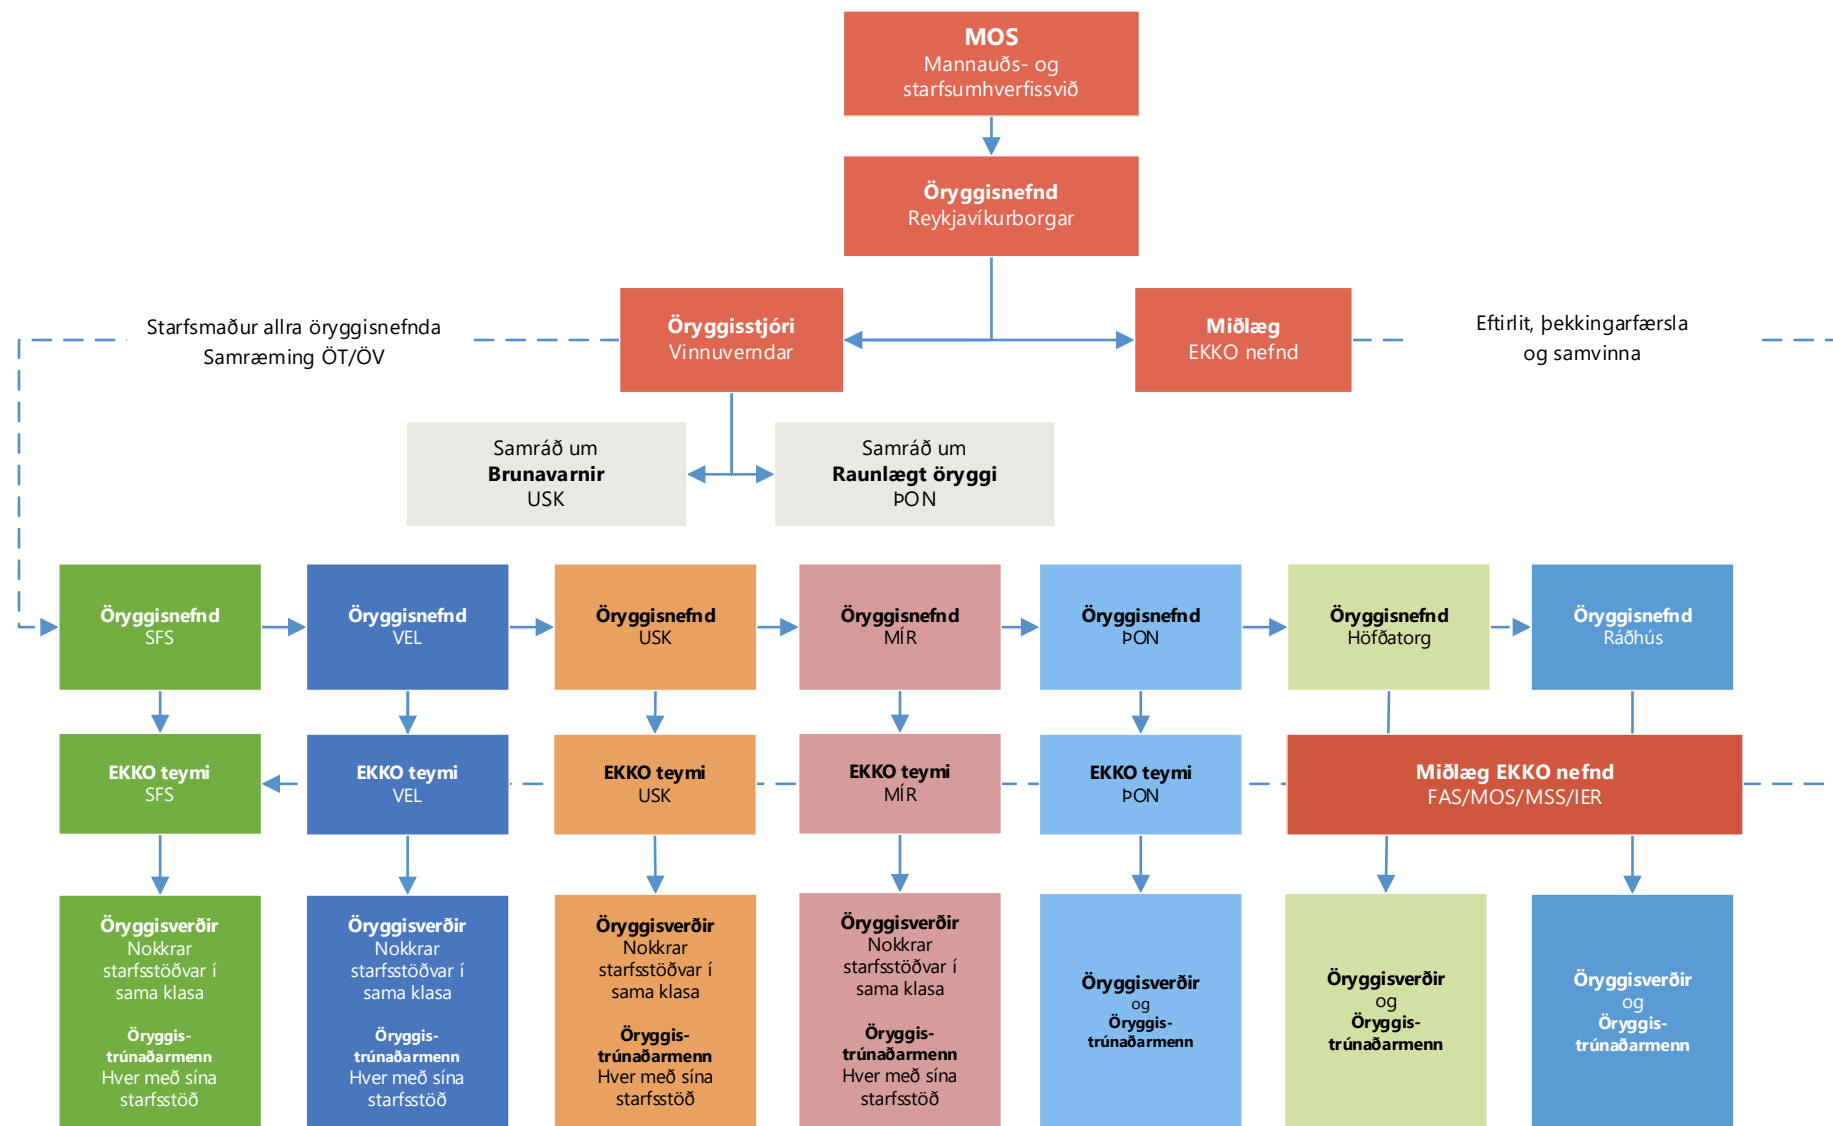 MOS
Mannauðs- og
starfsumhverfissvið
Öryggisnefnd
Reykjavíkurborgar
Starfsmaður allra öryggisnefnda
Samræming ÖT/ÖV
Öryggisstjóri
Vinnuverndar
Miðlæg
EKKO nefnd
Eftirlit, þekkingarfærsla
og samvinna
Samráð um
Brunavarnir
USK
Samráð um
Raunlægt öryggi
ÞON
Öryggisnefnd
SFS
Öryggisnefnd
VEL
Öryggisnefnd
USK
Öryggisnefnd
MÍR
Öryggisnefnd
ÞON
Öryggisnefnd
Höfðatorg
Öryggisnefnd
Ráðhús
EKKO teymi
SFS
EKKO teymi
VEL
EKKO teymi
USK
EKKO teymi
MÍR
EKKO teymi
ÞON
Miðlæg EKKO nefnd
FAS/MOS/MSS/IER
Öryggisverðir
Nokkrar
starfsstöðvar í
sama klasa
Öryggis-
trúnaðarmenn
Hver með sína
starfsstöð
Öryggisverðir
Nokkrar
starfsstöðvar í
sama klasa
Öryggis-
trúnaðarmenn
Hver með sína
starfsstöð
Öryggisverðir
Nokkrar
starfsstöðvar í
sama klasa
Öryggis-
trúnaðarmenn
Hver með sína
starfsstöð
Öryggisverðir
Nokkrar
starfsstöðvar í
sama klasa
Öryggis-
trúnaðarmenn
Hver með sína
starfsstöð
Öryggisverðir
og
Öryggis-
trúnaðarmenn
Öryggisverðir
og
Öryggis-
trúnaðarmenn
Öryggisverðir
og
Öryggis-
trúnaðarmenn